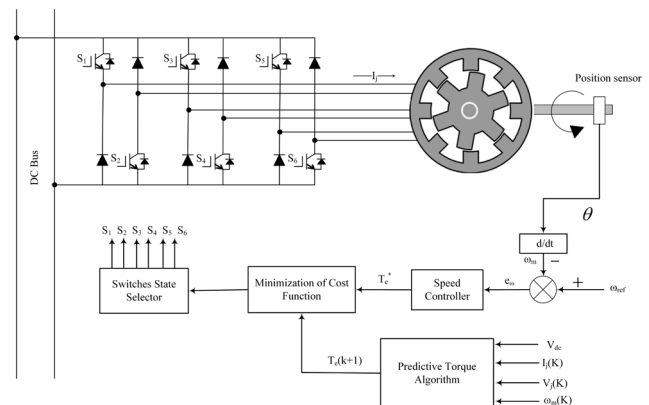 S1
S3
S5
Ij
Position sensor
DC Bus
S2
S4
S6
θ
S1 S2 S3 S4 S5 S6
d/dt
ωm
−
Switches State
Selector
Minimization of Cost
Function
Te*
Speed
Controller
em
+
ωref
Te(k+1)
Predictive Torque
Algorithm
Vdc
Ij(K)
Vj(K)
ωm(K)